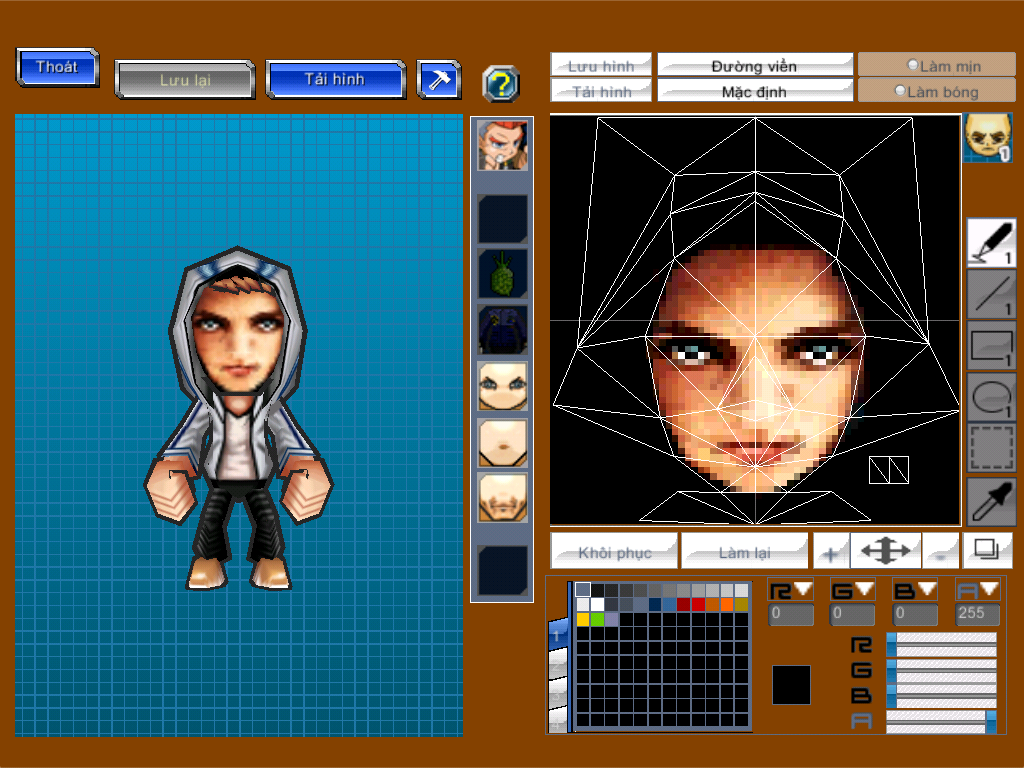 Thoát
Lưu lại
Tải hình
?
Lưu hình
Đường viền
Làm mịn
Tải hình
Mặc định
Làm bóng
1
1
1
1
1
Khôi phục
Làm lại
+
-
R
G
B
A
0
0
0
255
1
R
G
B
A